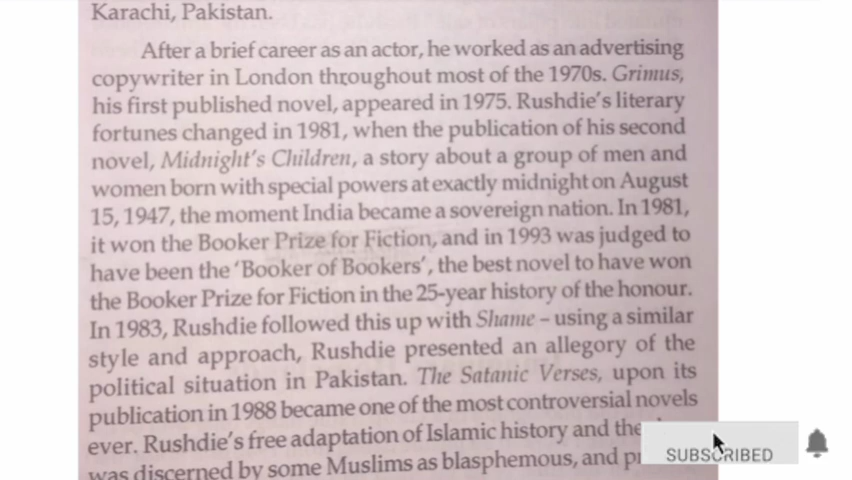 Karachi, Pakistan.
After a brief career as an actor, he worked as an advertising
copywriter in London throughout most of the 1970s. Grimus,
his first published novel, appeared in 1975. Rushdie's literary
fortunes changed in 1981, when the publication of his second
novel, Midnight's Children, a story about a group of men and
women born with special powers at exactly midnight on August
15, 1947, the moment India became a sovereign nation. In 1981,
it won the Booker Prize for Fiction, and in 1993 was judged to
have been the 'Booker of Bookers', the best novel to have won
the Booker Prize for Fiction in the 25-year history of the honour.
In 1983, Rushdie followed this up with Shame – using a similar
style and approach, Rushdie presented an allegory of the
political situation in Pakistan. The Satanic Verses, upon its
publication in 1988 became one of the most controversial novels
ever. Rushdie's free adaptation of Islamic history and the
was discerned by some Muslims as blasphemous, and
SUBSCRIBED